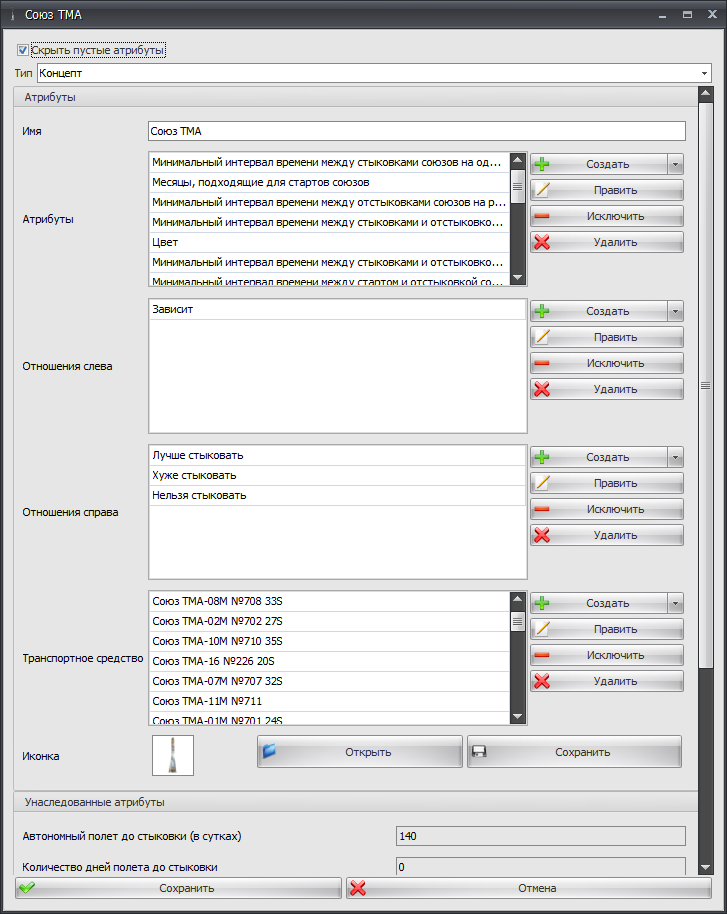 Союз ТМА
Скрыть пустые атрибуты
Тип Концепт
Атрибуты
Имя Союз ТМА
Атрибуты
Минимальный интервал времени между стыковками союзов на од...
Месяцы, подходящие для стартов союзов
Минимальный интервал времени между отстыковками союзов на р...
Минимальный интервал времени между стыковками и отстыковко...
Цвет
Минимальный интервал времени между стыковками и отстыковко...
Минимальный интервал времени между стартом и отстыковкой со...
Создать
Править
Исключить
Удалить
Отношения слева
Зависит
Создать
Править
Исключить
Удалить
Отношения справа
Лучше стыковать
Хуже стыковать
Нельзя стыковать
Создать
Править
Исключить
Удалить
Транспортное средство
Союз ТМА-08М №708 33S
Союз ТМА-02М №702 27S
Союз ТМА-10М №710 35S
Союз ТМА-16 №226 20S
Союз ТМА-07М №707 32S
Союз ТМА-11М №711
Союз ТМА-01М №701 24S
Создать
Править
Исключить
Удалить
Иконка Открыть Сохранить
Унаследованные атрибуты
Автономный полет до стыковки (в сутках) 140
Количество дней полета до стыковки 0
Сохранить Отмена